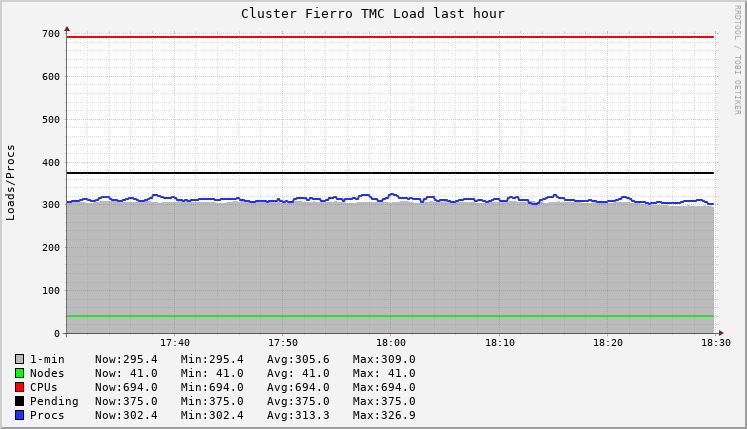 Cluster Fierro TMC Load last hour
RRDTOOL / TOBI OETIKER
Loads/Procs
700
600
500
400
300
200
100
0
17:40 17:50 18:00 18:10 18:20 18:30
1-min Now:295.4 Min:295.4 Avg:305.6 Max:309.0
Nodes Now: 41.0 Min: 41.0 Avg: 41.0 Max: 41.0
CPUs Now:694.0 Min:694.0 Avg:694.0 Max:694.0
Pending Now:375.0 Min:375.0 Avg:375.0 Max:375.0
Procs Now:302.4 Min:302.4 Avg:313.3 Max:326.9